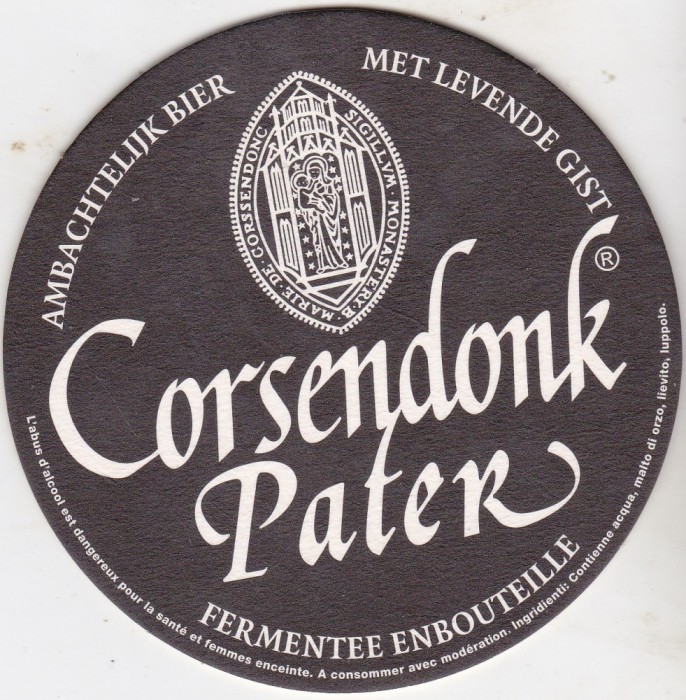 AMBACHTELIJK BIER
MET LEVENDE GIST
SIGILLVM · MONASTERY · B · MARIE · DE · CORSSENDONC
Corsendonk ®
Pater
FERMENTEE ENBOUTEILLE
L'abus d'alcool est dangereux pour la santé et femmes enceinte. A consommer avec modération. Ingridienti: Contienne acqua, malto di orzo, lievito, luppolo.